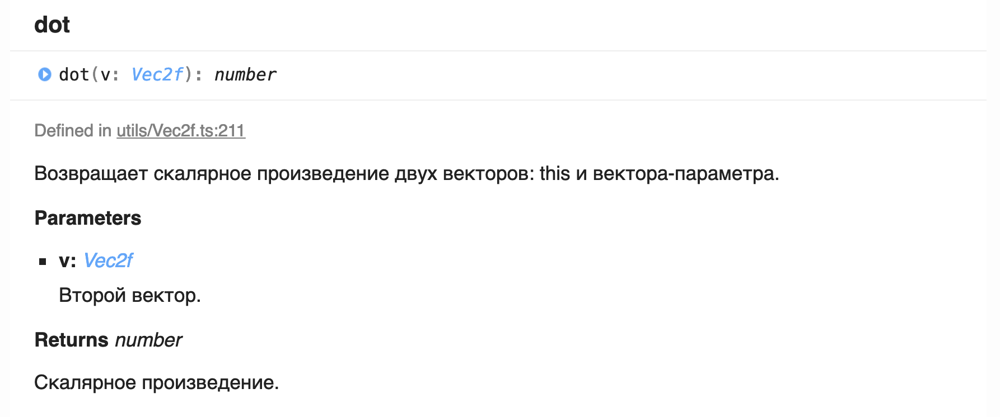 dot
dot(v: Vec2f): number
Defined in utils/Vec2f.ts:211
Возвращает скалярное произведение двух векторов: this и вектора-параметра.
Parameters
v: Vec2f
Второй вектор.
Returns number
Скалярное произведение.